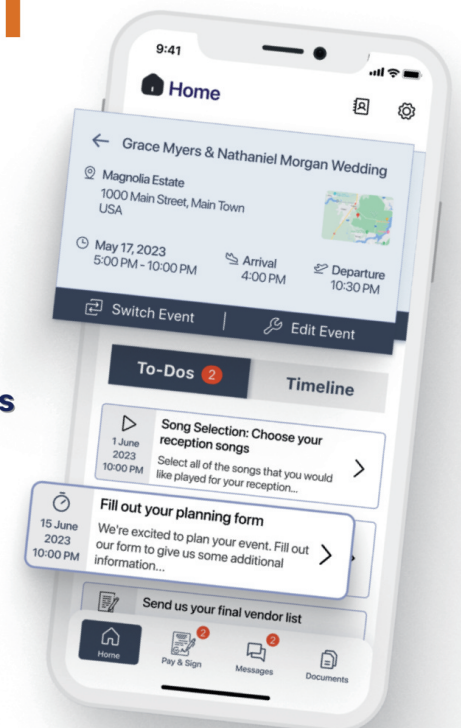 9:41
Home
Grace Myers & Nathaniel Morgan Wedding
Magnolia Estate
1000 Main Street, Main Town
USA
May 17, 2023
5:00 PM - 10:00 PM
Arrival
4:00 PM
Departure
10:30 PM
Switch Event | Edit Event
To-Dos 2
Timeline
1 June
2023
10:00 PM
Song Selection: Choose your
reception songs
Select all of the songs that you would
like played for your reception...
s
15 June
2023
10:00 PM
Fill out your planning form
We're excited to plan your event. Fill out
our form to give us some additional
information...
Send us your final vendor list
Home
2
Pay & Sign
2
Messages
Documents